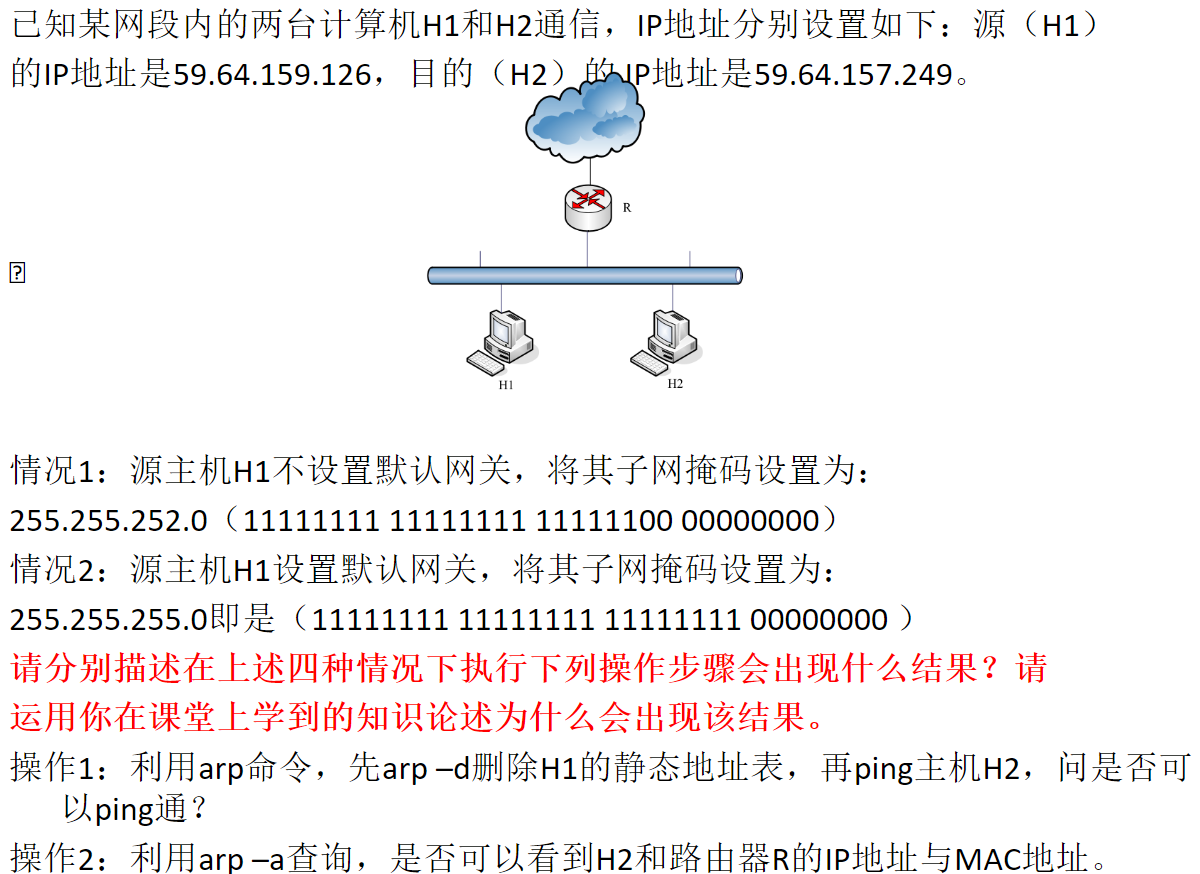 已知某网段内的两台计算机H1和H2通信，IP地址分别设置如下：源（H1）
的IP地址是59.64.159.126，目的（H2）的 IP地址是59.64.157.249。
R
?
H1
H2
情况1：源主机H1不设置默认网关，将其子网掩码设置为：
255.255.252.0（11111111 11111111 11111100 00000000）
情况2：源主机H1设置默认网关，将其子网掩码设置为：
255.255.255.0即是（11111111 11111111 11111111 00000000 ）
请分别描述在上述四种情况下执行下列操作步骤会出现什么结果？请
运用你在课堂上学到的知识论述为什么会出现该结果。
操作1：利用arp命令，先arp –d删除H1的静态地址表，再ping主机H2，问是否可
以ping通？
操作2：利用arp –a查询，是否可以看到H2和路由器R的IP地址与MAC地址。